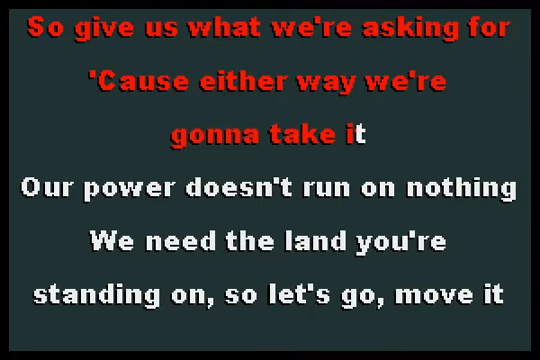 So give us what we're asking for
'Cause either way we're
gonna take it
Our power doesn't run on nothing
We need the land you're
standing on, so let's go, move it